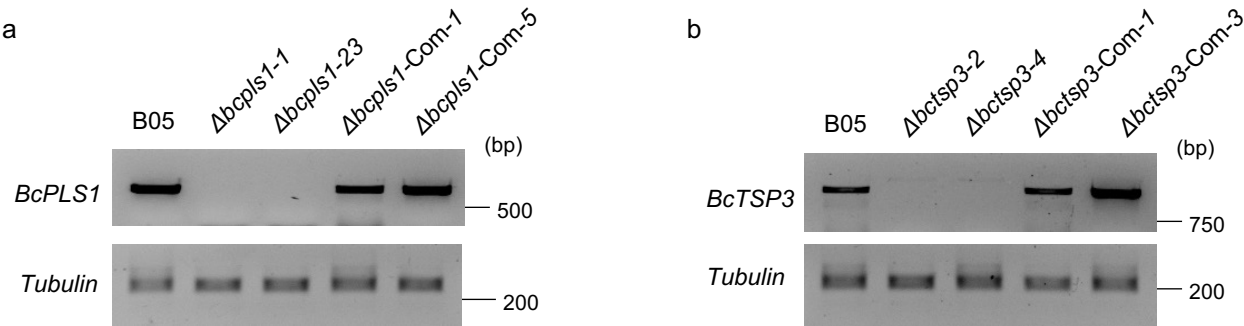 a
B05
Δbcpls1-1
Δbcpls1-23
Δbcpls1-Com-1
Δbcpls1-Com-5
(bp)
BcPLS1
500
Tubulin
200
b
B05
Δbctsp3-2
Δbctsp3-4
Δbctsp3-Com-1
Δbctsp3-Com-3
(bp)
BcTSP3
750
Tubulin
200